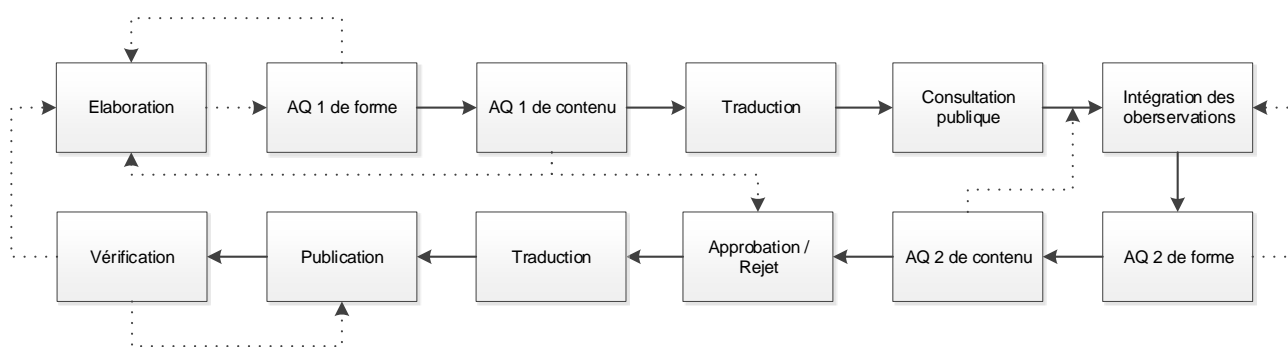 Elaboration
AQ 1 de forme
AQ 1 de contenu
Traduction
Consultation
publique
Intégration des
oberservations
Vérification
Publication
Traduction
Approbation /
Rejet
AQ 2 de contenu
AQ 2 de forme